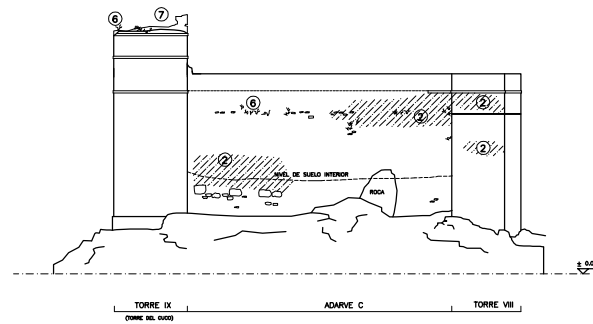 6 7
6 2
2
2
2
NIVEL DE SUELO INTERIOR
ROCA
± 0.0
TORRE IX ADARVE C TORRE VIII
(TORRE DEL CUCO)